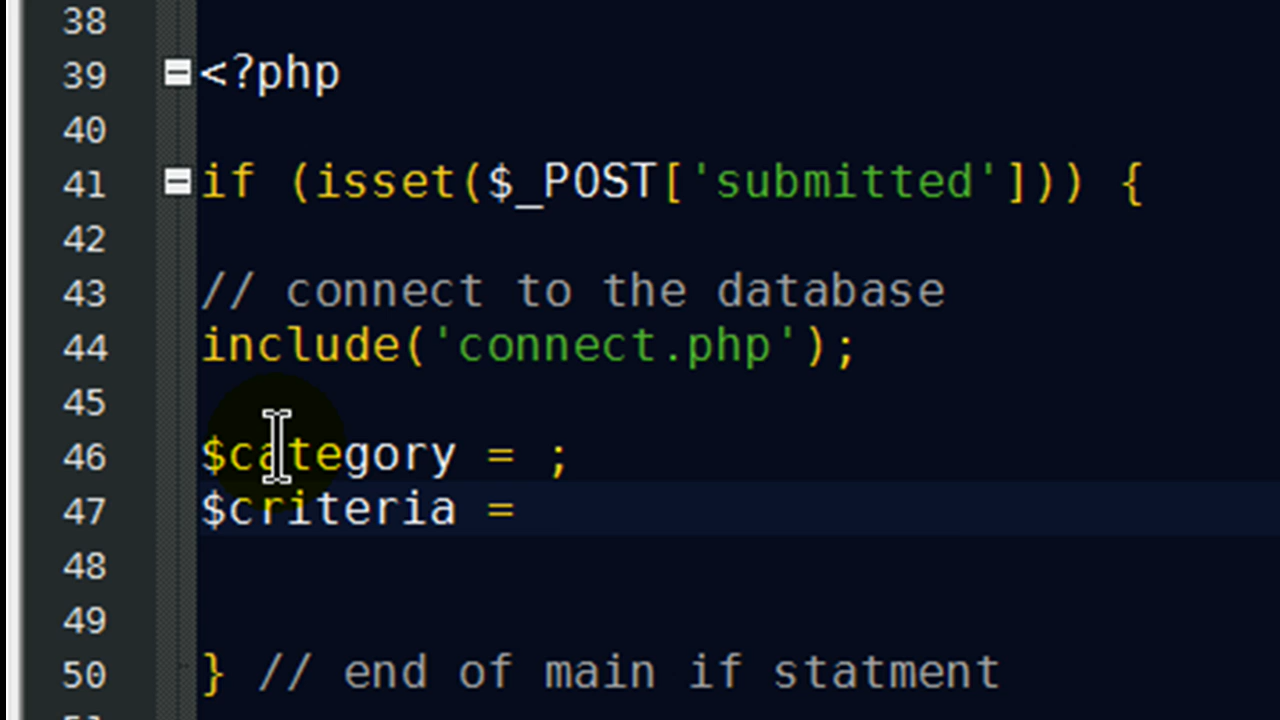 38
39 <?php
40
41 if (isset($_POST['submitted'])) {
42
43 // connect to the database
44 include('connect.php');
45
46 $category = ;
47 $criteria =
48
49
50 } // end of main if statment